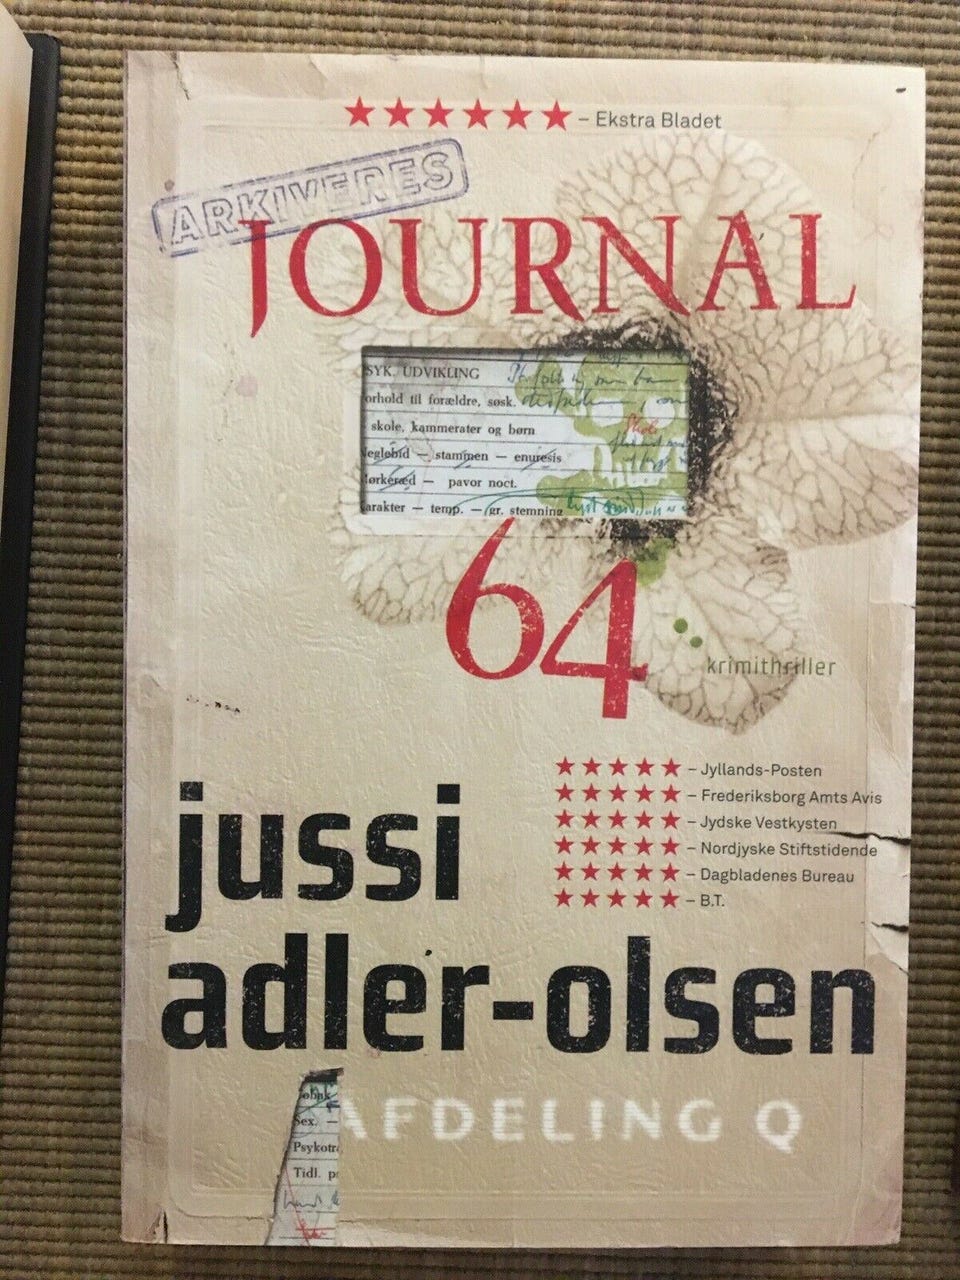 ★★★★★★ – Ekstra Bladet
ARKIVERES
JOURNAL
SYK. UDVIKLING
orhold til forældre, søsk.
skole, kammerater og børn
eglebid — stammen — enuresis
ørkeræd — pavor noct.
arakter — temp. — gr. stemning
64
krimithriller
★★★★★ – Jyllands-Posten
★★★★★ – Frederiksborg Amts Avis
★★★★★ – Jydske Vestkysten
★★★★★ – Nordjyske Stiftstidende
★★★★★ – Dagbladenes Bureau
★★★★★ – B.T.
jussi
adler-olsen
AFDELING Q
Sex. —
Psykotr
Tidl. p